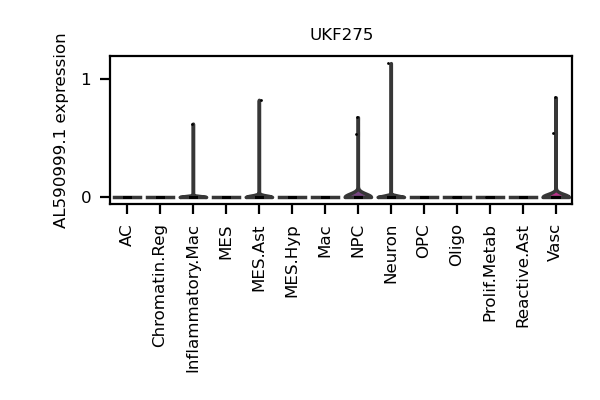 UKF275
AL590999.1 expression
1
0
AC
Chromatin.Reg
Inflammatory.Mac
MES
MES.Ast
MES.Hyp
Mac
NPC
Neuron
OPC
Oligo
Prolif.Metab
Reactive.Ast
Vasc